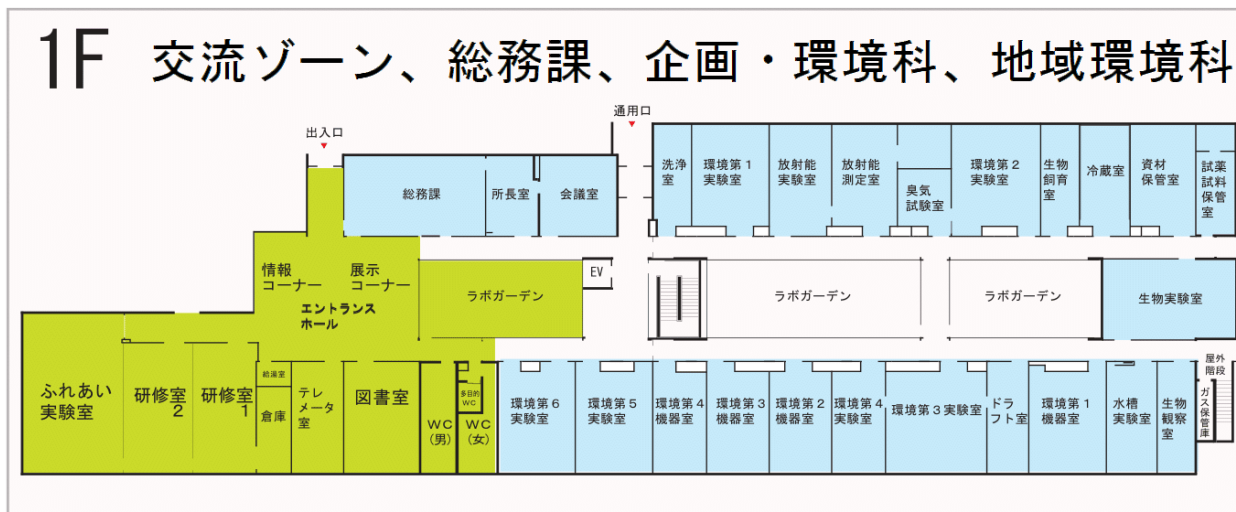 1F 交流ゾーン、総務課、企画・環境科、地域環境科
出入口
通用口
総務課
所長室
会議室
洗浄
室
環境第1
実験室
放射能
実験室
放射能
測定室
臭気
試験室
環境第2
実験室
生物
飼育
室
冷蔵室
資材
保管室
試薬
試料
保管
室
情報
コーナー
展示
コーナー
エントランス
ホール
ラボガーデン
EV
ラボガーデン
ラボガーデン
生物実験室
ふれあい
実験室
研修室
2
研修室
1
給湯室
倉庫
テレ
メータ
室
図書室
WC
(男)
多目的
WC
WC
(女)
環境第6
実験室
環境第5
実験室
環境第4
機器室
環境第3
機器室
環境第2
機器室
環境第4
実験室
環境第3実験室
ドラ
フト室
環境第1
機器室
水槽
実験室
生物
観察
室
屋外
階段
ガス保管庫